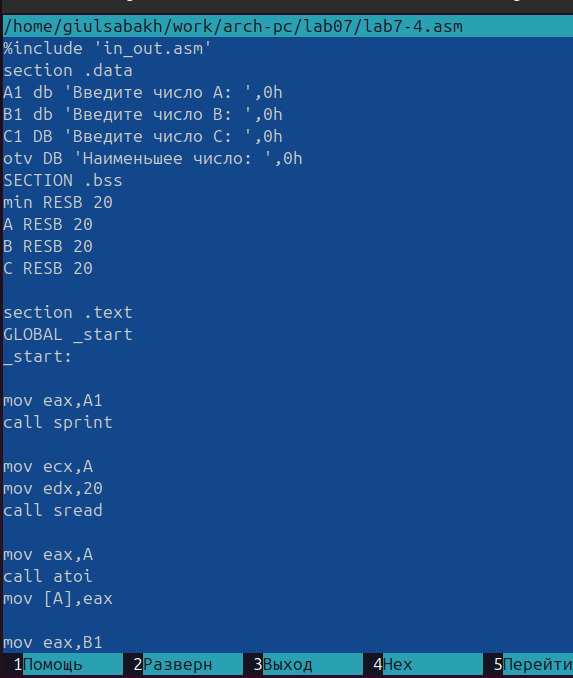 /home/giulsabakh/work/arch-pc/lab07/lab7-4.asm
%include 'in_out.asm'
section .data
A1 db 'Введите число A: ',0h
B1 db 'Введите число B: ',0h
C1 DB 'Введите число C: ',0h
otv DB 'Наименьшее число: ',0h
SECTION .bss
min RESB 20
A RESB 20
B RESB 20
C RESB 20
section .text
GLOBAL _start
_start:
mov eax,A1
call sprint
mov ecx,A
mov edx,20
call sread
mov eax,A
call atoi
mov [A],eax
mov eax,B1
1Помощь 2Разверн 3Выход 4Hex 5Перейти